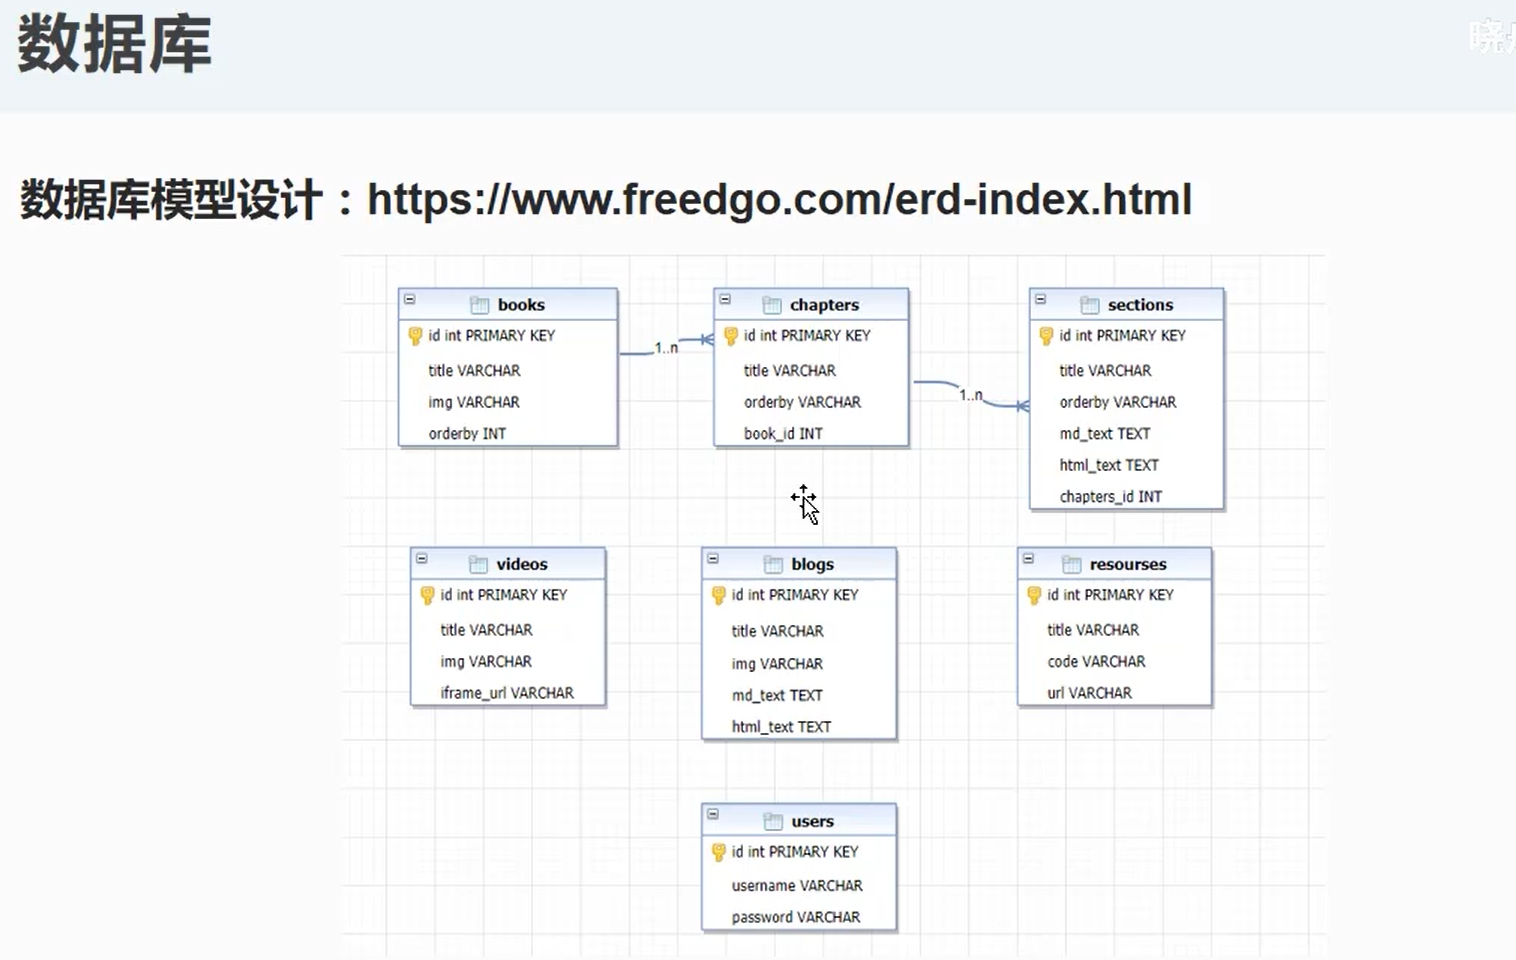 数据库
数据库模型设计：https://www.freedgo.com/erd-index.html
books
id int PRIMARY KEY
title VARCHAR
img VARCHAR
orderby INT
1..n
chapters
id int PRIMARY KEY
title VARCHAR
orderby VARCHAR
book_id INT
1..n
sections
id int PRIMARY KEY
title VARCHAR
orderby VARCHAR
md_text TEXT
html_text TEXT
chapters_id INT
videos
id int PRIMARY KEY
title VARCHAR
img VARCHAR
iframe_url VARCHAR
blogs
id int PRIMARY KEY
title VARCHAR
img VARCHAR
md_text TEXT
html_text TEXT
resourses
id int PRIMARY KEY
title VARCHAR
code VARCHAR
url VARCHAR
users
id int PRIMARY KEY
username VARCHAR
password VARCHAR